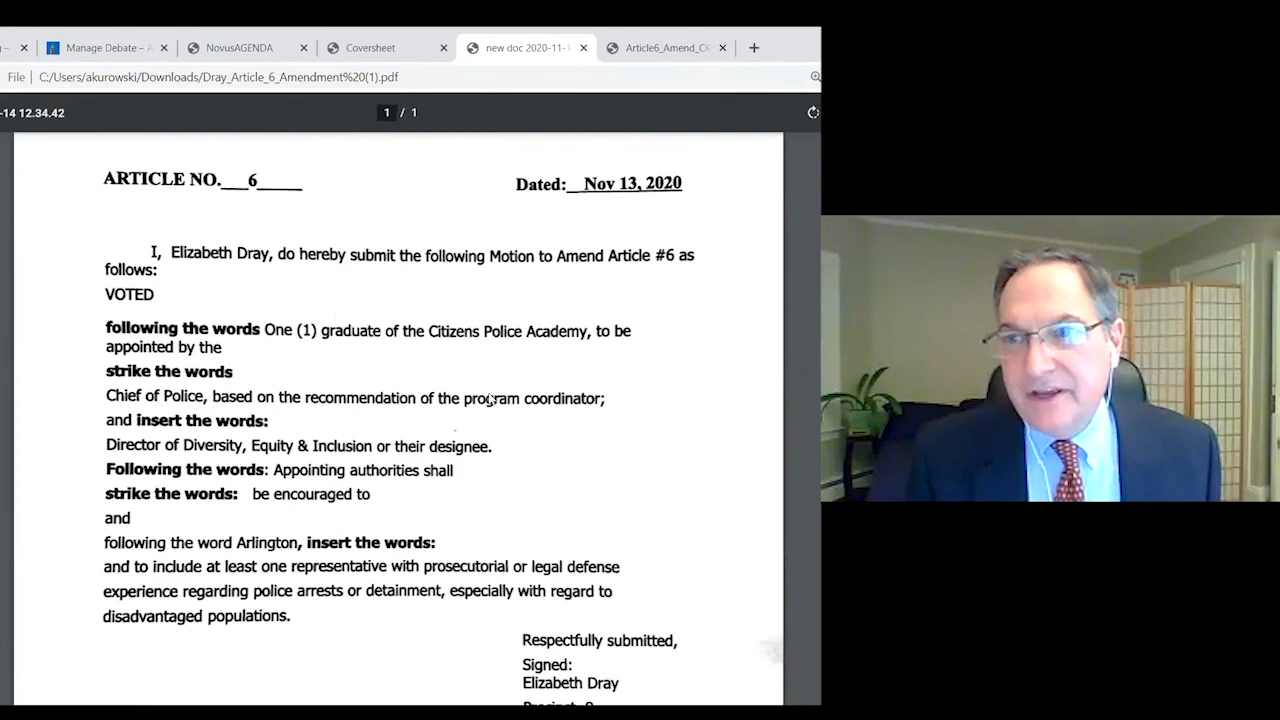 Manage Debate – A
NovusAGENDA
Coversheet
new doc 2020-11-
Article6_Amend_CK
File | C:/Users/akurowski/Downloads/Dray_Article_6_Amendment%20(1).pdf
-14 12.34.42
1 / 1
ARTICLE NO.___6_____
Dated:__Nov 13, 2020
I, Elizabeth Dray, do hereby submit the following Motion to Amend Article #6 as
follows:
VOTED
following the words One (1) graduate of the Citizens Police Academy, to be
appointed by the
strike the words
Chief of Police, based on the recommendation of the program coordinator;
and insert the words:
Director of Diversity, Equity & Inclusion or their designee.
Following the words: Appointing authorities shall
strike the words: be encouraged to
and
following the word Arlington, insert the words:
and to include at least one representative with prosecutorial or legal defense
experience regarding police arrests or detainment, especially with regard to
disadvantaged populations.
Respectfully submitted,
Signed:
Elizabeth Dray